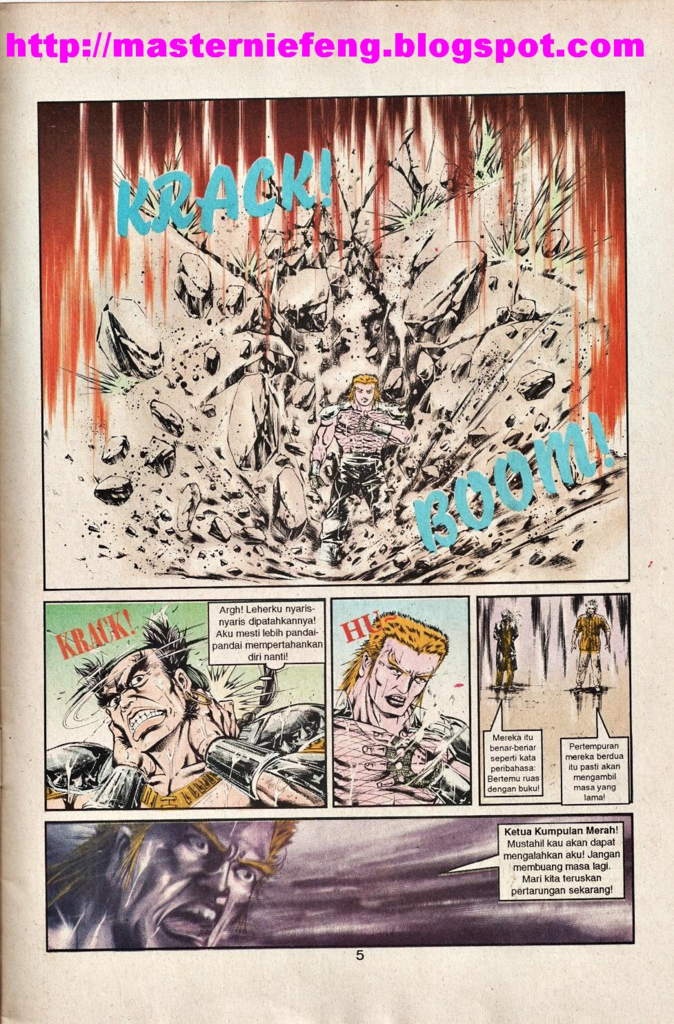 http://masterniefeng.blogspot.com
KRACK!
BOOM!
KRACK!
Argh! Leherku nyaris-
nyaris dipatahkannya!
Aku mesti lebih pandai-
pandai mempertahankan
diri nanti!
HUS
Mereka itu
benar-benar
seperti kata
peribahasa:
Bertemu ruas
dengan buku!
Pertempuran
mereka berdua
itu pasti akan
mengambil
masa yang
lama!
Ketua Kumpulan Merah!
Mustahil kau akan dapat
mengalahkan aku! Jangan
membuang masa lagi.
Mari kita teruskan
pertarungan sekarang!
5